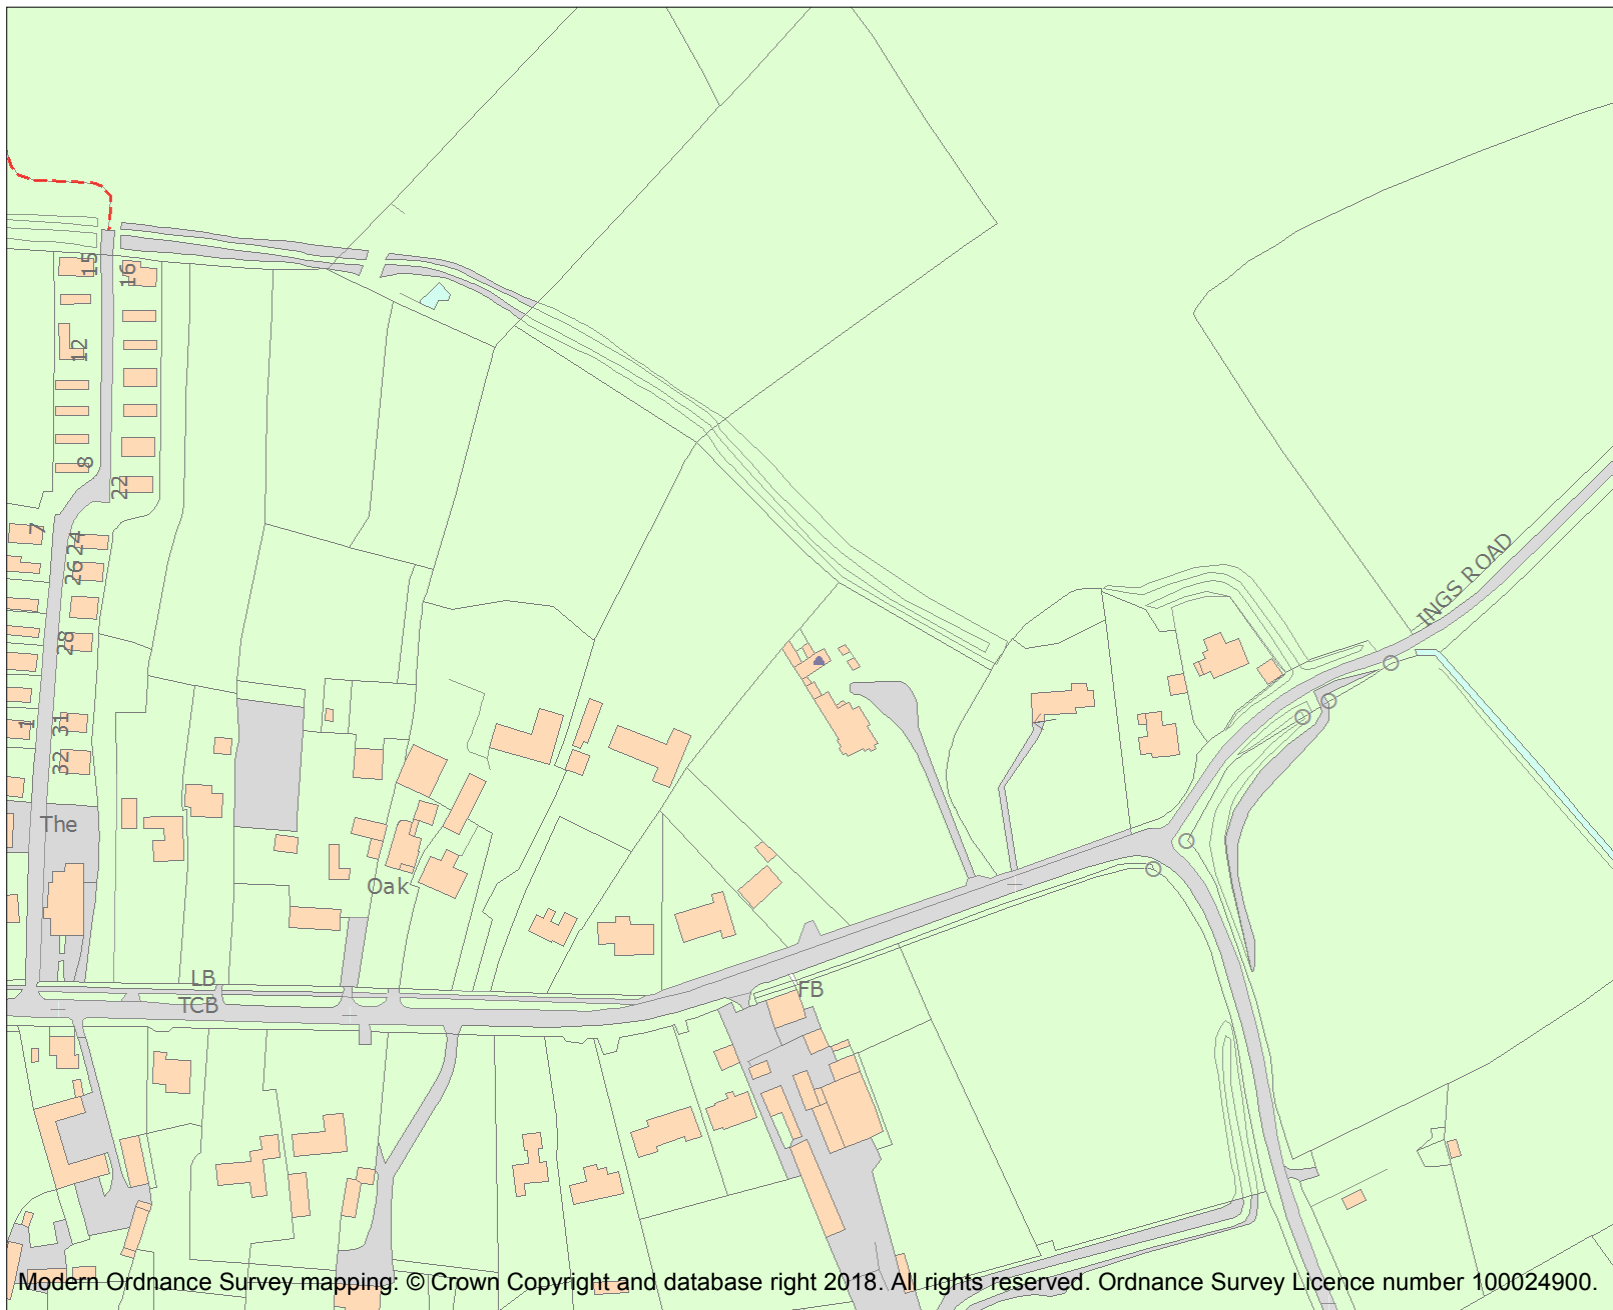 15
16
12
8
22
7
24
26
28
1
31
32
INGS ROAD
The
Oak
LB
TCB
FB
Modern Ordnance Survey mapping: © Crown Copyright and database right 2018. All rights reserved. Ordnance Survey Licence number 100024900.